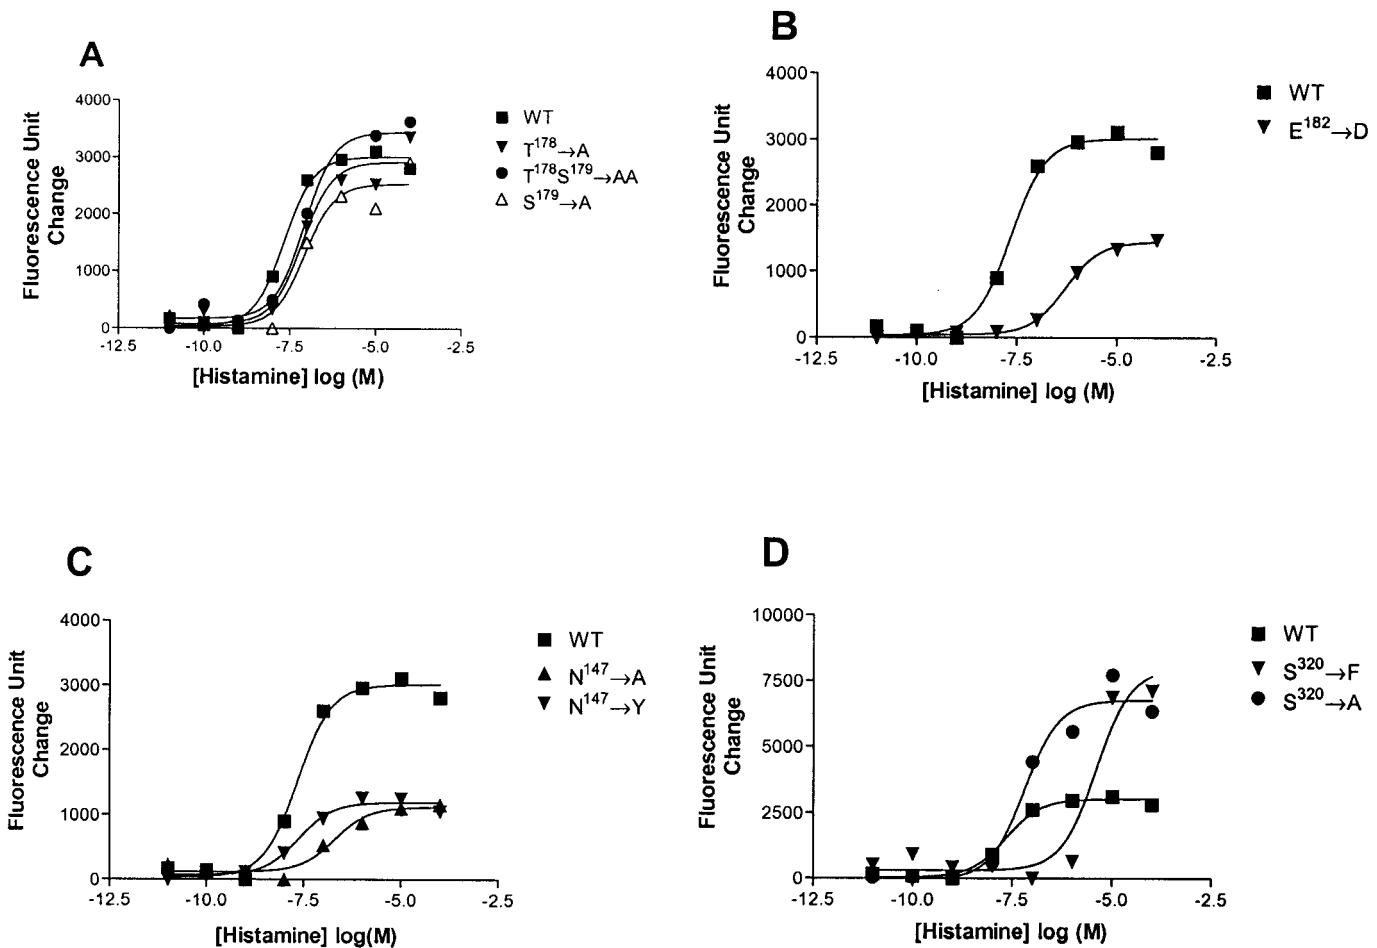 A
Fluorescence Unit
Change
4000
3000
2000
1000
0
-12.5 -10.0 -7.5 -5.0 -2.5
[Histamine] log (M)
WT
T178→A
T178S179→AA
S179→A
B
Fluorescence Unit
Change
4000
3000
2000
1000
0
-12.5 -10.0 -7.5 -5.0 -2.5
[Histamine] log (M)
WT
E182→D
C
Fluorescence Unit
Change
4000
3000
2000
1000
0
-12.5 -10.0 -7.5 -5.0 -2.5
[Histamine] log(M)
WT
N147→A
N147→Y
D
Fluorescence Unit
Change
10000
7500
5000
2500
0
-12.5 -10.0 -7.5 -5.0 -2.5
[Histamine] log (M)
WT
S320→F
S320→A